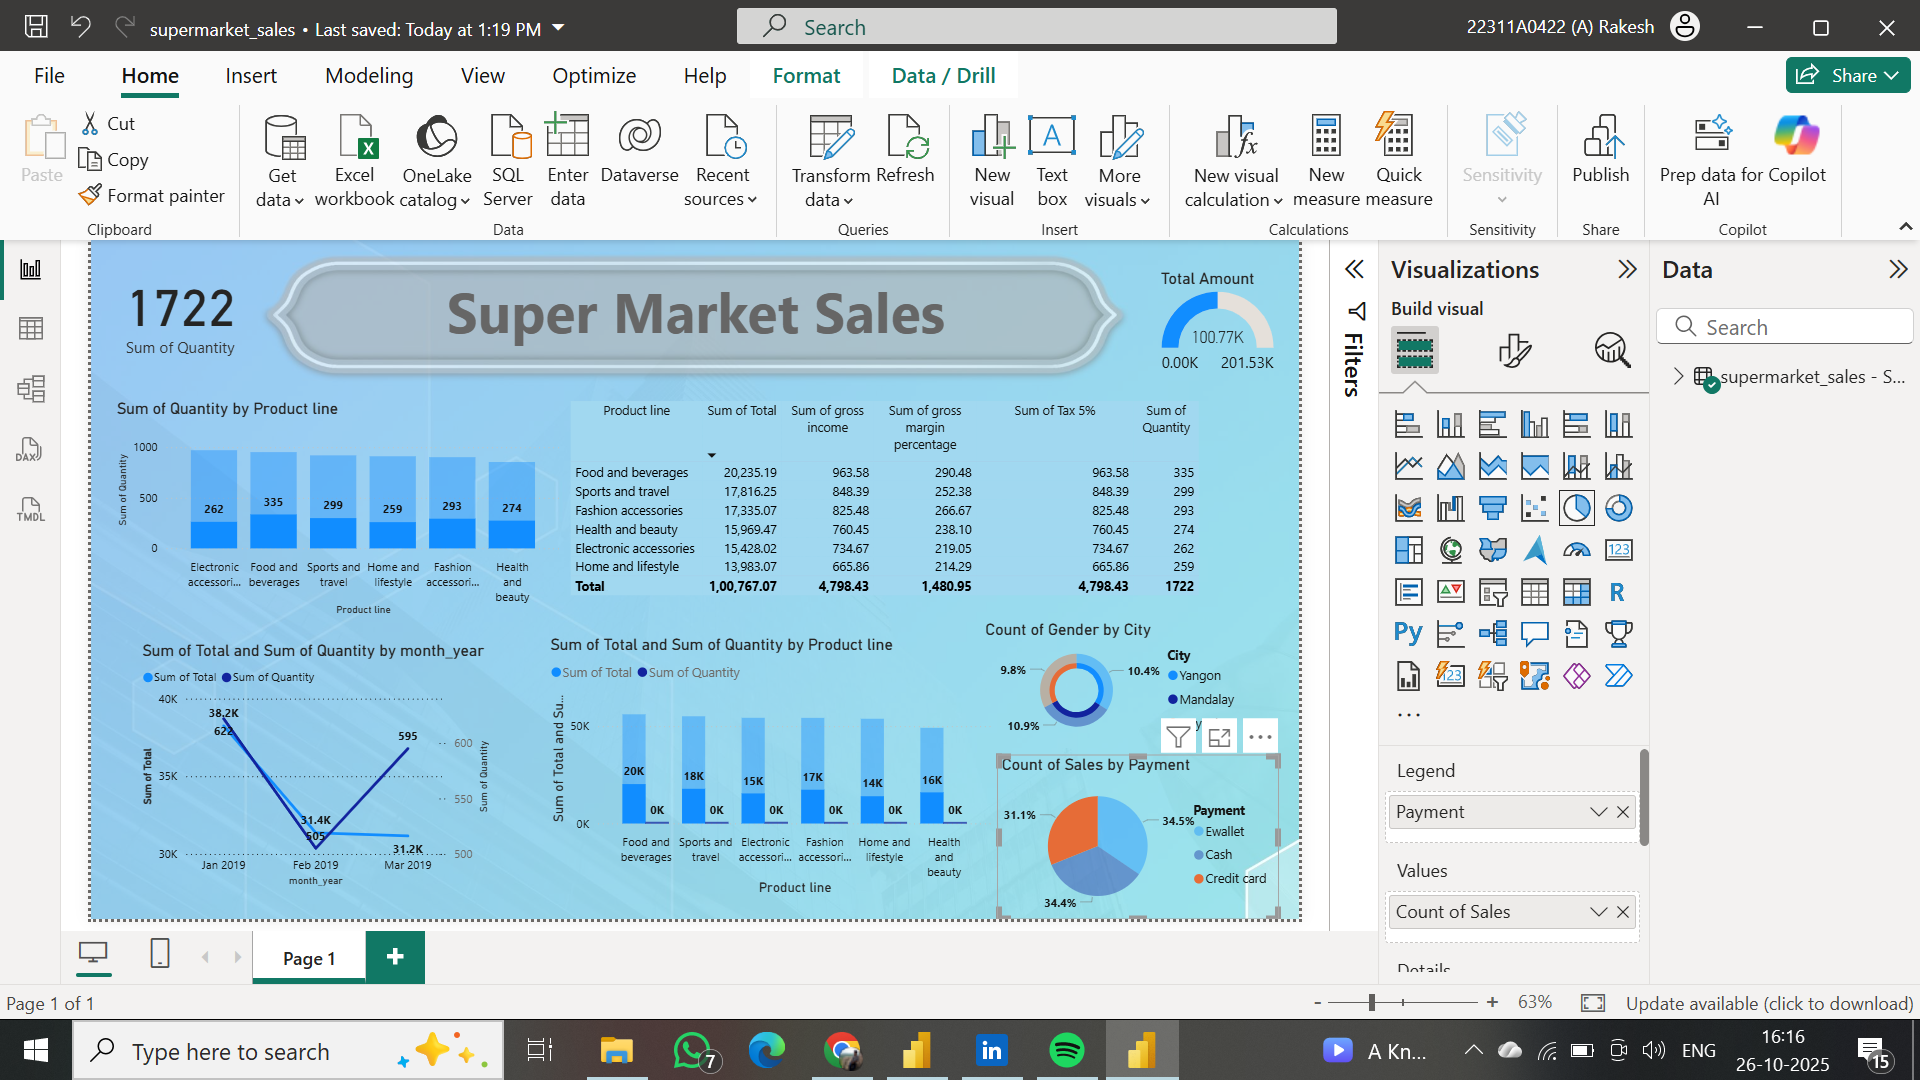 supermarket_sales • Last saved: Today at 1:19 PM
Search
22311A0422 (A) Rakesh
File
Home
Insert
Modeling
View
Optimize
Help
Format
Data / Drill
Share
Paste
Cut
Copy
Format painter
Clipboard
Get data
Excel workbook
OneLake catalog
SQL Server
Enter data
Dataverse
Recent sources
Data
Transform data
Refresh
Queries
New visual
Text box
More visuals
Insert
New visual calculation
New measure
Quick measure
Calculations
Sensitivity
Sensitivity
Publish
Share
Prep data for AI
Copilot
Copilot
DAX
TMDL
1722
Sum of Quantity
Super Market Sales
Total Amount
100.77K
0.00K 201.53K
Sum of Quantity by Product line
Sum of Quantity
1000
500
0
262 335 299 259 293 274
Electronic accessori...
Food and beverages
Sports and travel
Home and lifestyle
Fashion accessori...
Health and beauty
Product line
Product line Sum of Total Sum of gross income Sum of gross margin percentage Sum of Tax 5% Sum of Quantity
Food and beverages 20,235.19 963.58 290.48 963.58 335
Sports and travel 17,816.25 848.39 252.38 848.39 299
Fashion accessories 17,335.07 825.48 266.67 825.48 293
Health and beauty 15,969.47 760.45 238.10 760.45 274
Electronic accessories 15,428.02 734.67 219.05 734.67 262
Home and lifestyle 13,983.07 665.86 214.29 665.86 259
Total 1,00,767.07 4,798.43 1,480.95 4,798.43 1722
Sum of Total and Sum of Quantity by month_year
Sum of Total Sum of Quantity
Sum of Total
40K
35K
30K
38.2K
622
31.4K
505
595
31.2K
600
550
500
Sum of Quantity
Jan 2019 Feb 2019 Mar 2019
month_year
Sum of Total and Sum of Quantity by Product line
Sum of Total Sum of Quantity
Sum of Total and Su...
50K
0K
20K 0K 18K 0K 15K 0K 17K 0K 14K 0K 16K 0K
Food and beverages
Sports and travel
Electronic accessori...
Fashion accessori...
Home and lifestyle
Health and beauty
Product line
Count of Gender by City
9.8%
10.4%
10.9%
City
Yangon
Mandalay
Count of Sales by Payment
31.1%
34.5%
34.4%
Payment
Ewallet
Cash
Credit card
Filters
Visualizations
Build visual
123
R
Py
123
Legend
Payment
Values
Count of Sales
Details
Data
Search
supermarket_sales - S...
Page 1
Page 1 of 1
- + 63%
Update available (click to download)
Type here to search
7
in
A Kn...
ENG
16:16
26-10-2025
15